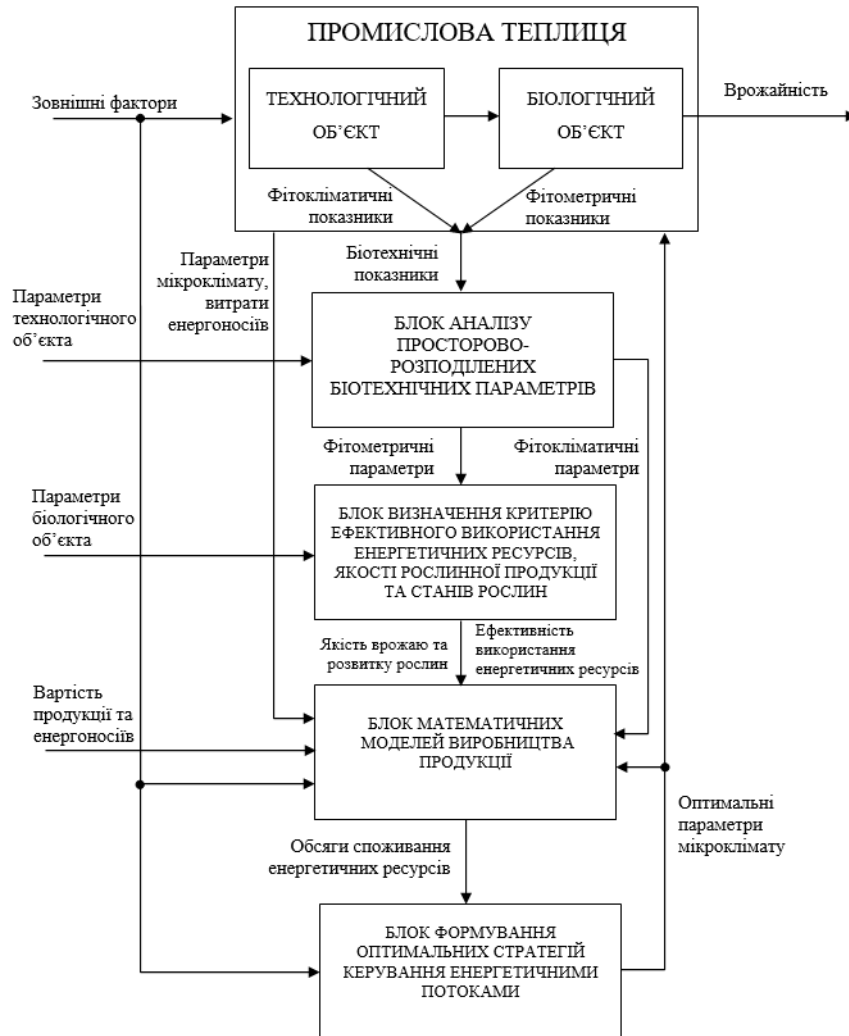 ПРОМИСЛОВА ТЕПЛИЦЯ
Зовнішні фактори
ТЕХНОЛОГІЧНИЙ
ОБ’ЄКТ
БІОЛОГІЧНИЙ
ОБ’ЄКТ
Врожайність
Фітокліматичні
показники
Фітометричні
показники
Параметри
мікроклімату,
витрати
енергоносіїв
Біотехнічні
показники
Параметри
технологічного
об’єкта
БЛОК АНАЛІЗУ
ПРОСТОРОВО-
РОЗПОДІЛЕНИХ
БІОТЕХНІЧНИХ ПАРАМЕТРІВ
Фітометричні
параметри
Фітокліматичні
параметри
Параметри
біологічного
об’єкта
БЛОК ВИЗНАЧЕННЯ КРИТЕРІЮ
ЕФЕКТИВНОГО ВИКОРИСТАННЯ
ЕНЕРГЕТИЧНИХ РЕСУРСІВ,
ЯКОСТІ РОСЛИННОЇ ПРОДУКЦІЇ
ТА СТАНІВ РОСЛИН
Якість врожаю та
розвитку рослин
Ефективність
використання
енергетичних ресурсів
Вартість
продукції та
енергоносіїв
БЛОК МАТЕМАТИЧНИХ
МОДЕЛЕЙ ВИРОБНИЦТВА
ПРОДУКЦІЇ
Оптимальні
параметри
мікроклімату
Обсяги споживання
енергетичних ресурсів
БЛОК ФОРМУВАННЯ
ОПТИМАЛЬНИХ СТРАТЕГІЙ
КЕРУВАННЯ ЕНЕРГЕТИЧНИМИ
ПОТОКАМИ